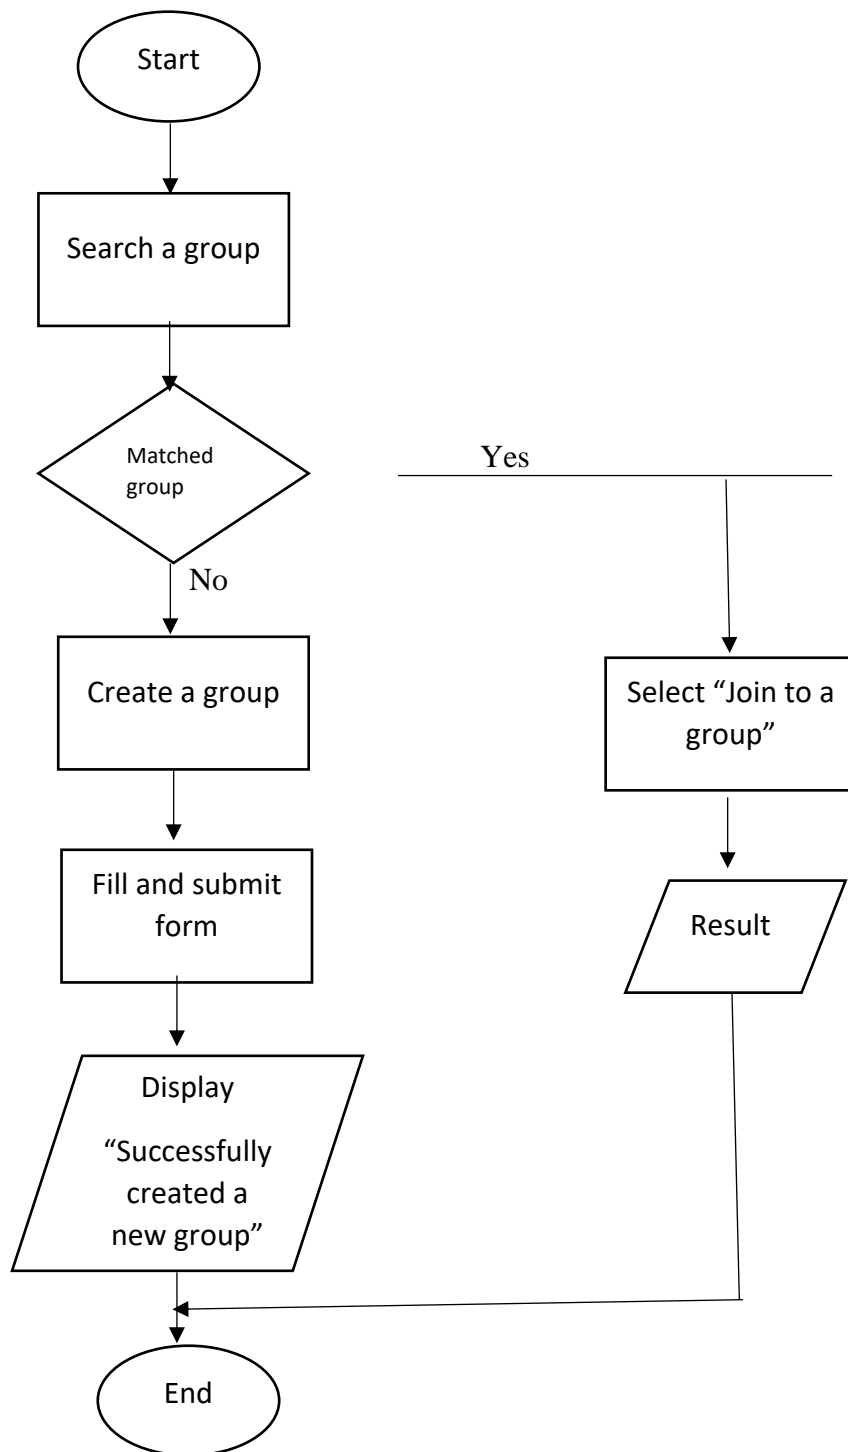 Start
Search a group
Matched
group
Yes
No
Create a group
Select “Join to a
group”
Fill and submit
form
Result
Display
“Successfully
created a
new group”
End